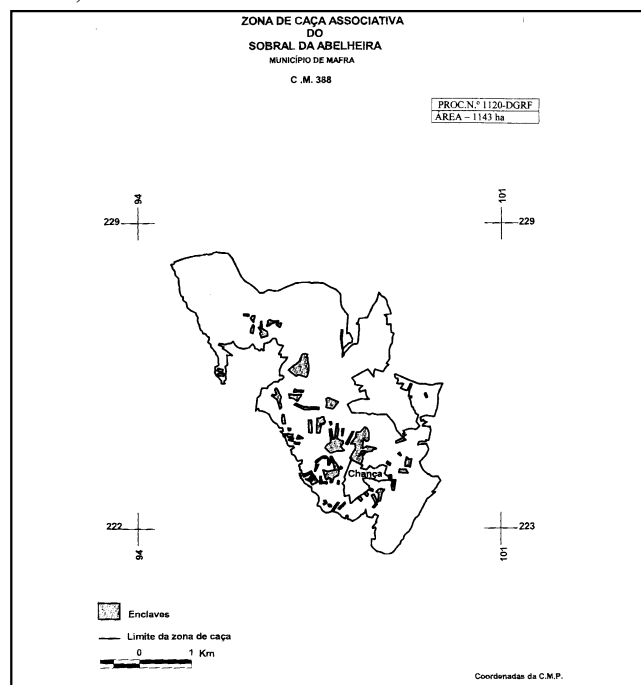 ZONA DE CAÇA ASSOCIATIVA
DO
SOBRAL DA ABELHEIRA
MUNICÍPIO DE MAFRA
C .M. 388
PROC.N.º 1120-DGRF
ÁREA – 1143 ha
94
101
229
229
Chança
222
223
94
101
Enclaves
Limite da zona de caça
0 1 Km
Coordenadas da C.M.P.